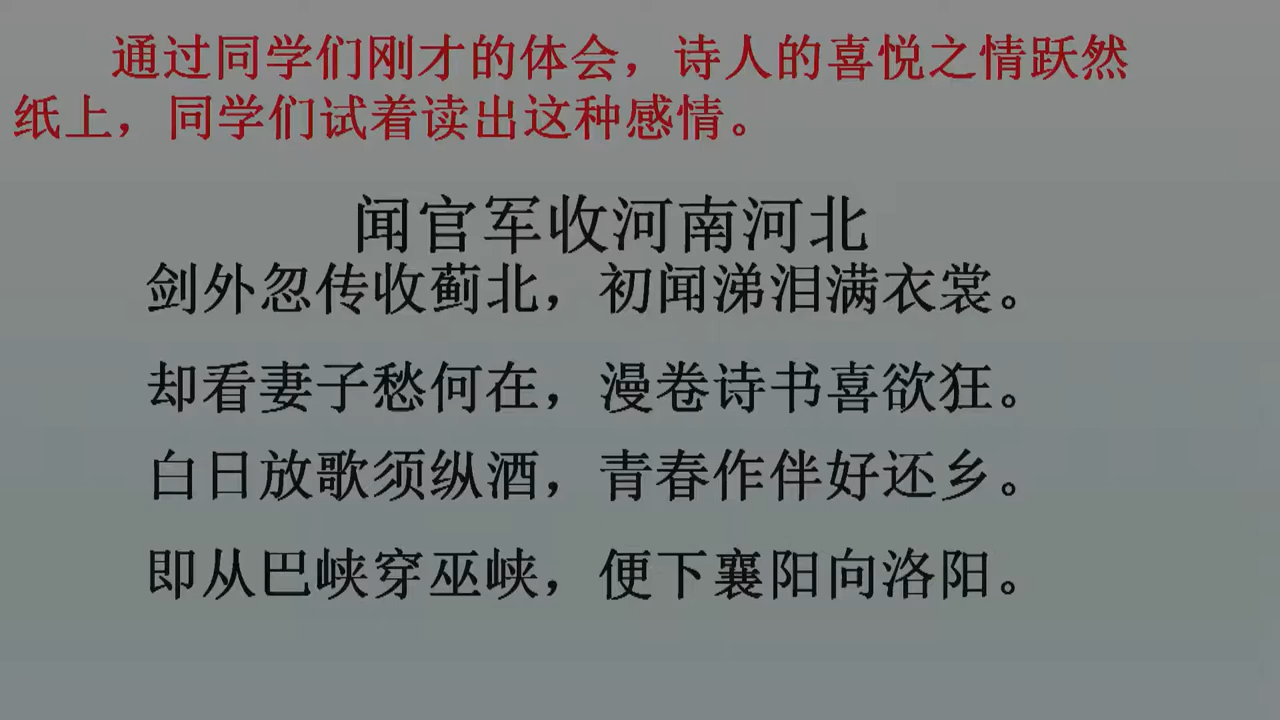 通过同学们刚才的体会，诗人的喜悦之情跃然
纸上，同学们试着读出这种感情。
闻官军收河南河北
剑外忽传收蓟北，初闻涕泪满衣裳。
却看妻子愁何在，漫卷诗书喜欲狂。
白日放歌须纵酒，青春作伴好还乡。
即从巴峡穿巫峡，便下襄阳向洛阳。